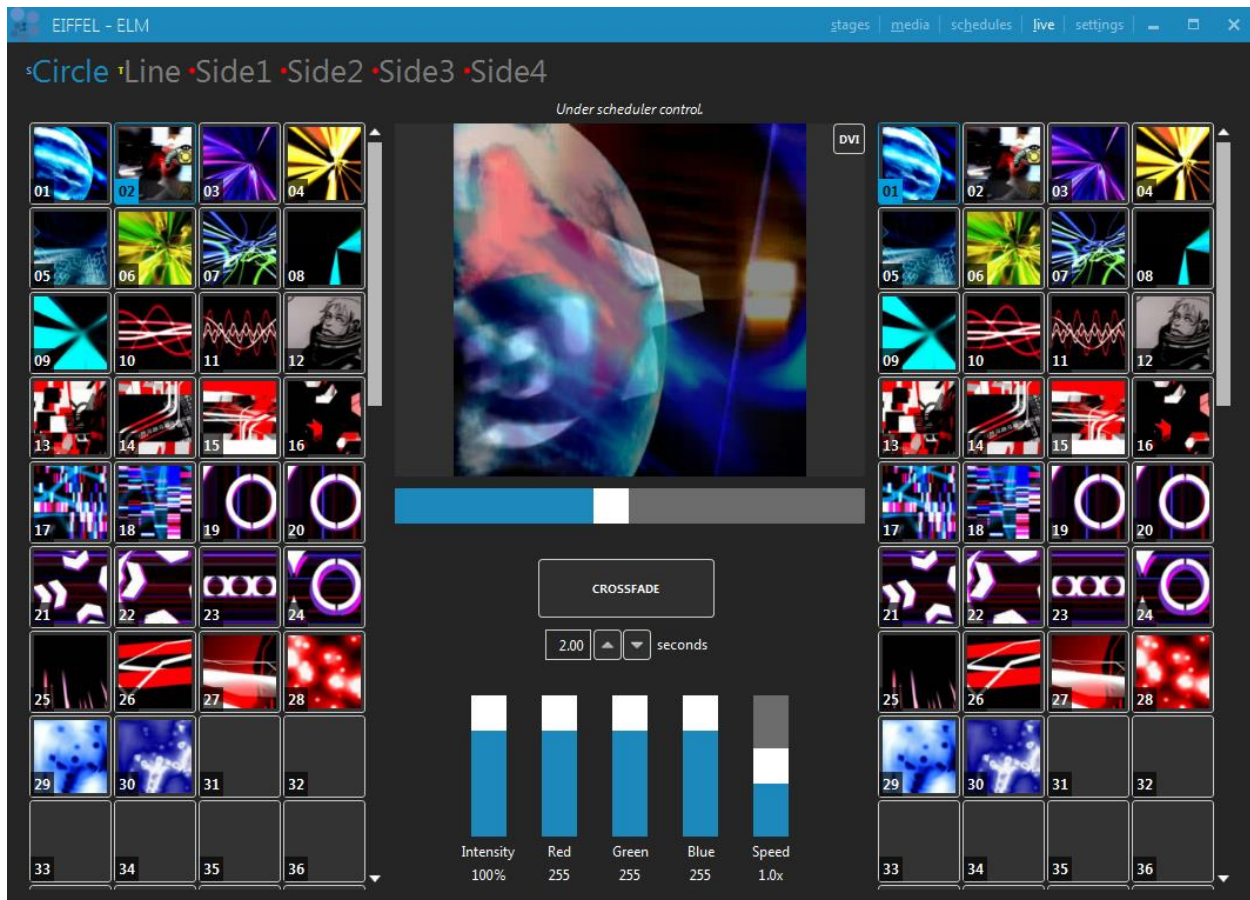 EIFFEL - ELM
stages
media
schedules
live
settings
S Circle T Line Side1 Side2 Side3 Side4
Under scheduler control.
01 02 03 04
05 06 07 08
09 10 11 12
13 14 15 16
17 18 19 20
21 22 23 24
25 26 27 28
29 30 31 32
33 34 35 36
DVI
CROSSFADE
2.00 seconds
Intensity Red Green Blue Speed
100% 255 255 255 1.0x
01 02 03 04
05 06 07 08
09 10 11 12
13 14 15 16
17 18 19 20
21 22 23 24
25 26 27 28
29 30 31 32
33 34 35 36